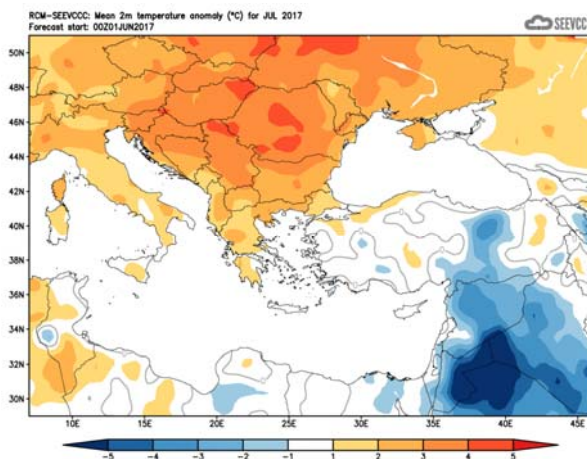 RCM-SEEVCCC: Mean 2m temperature anomaly (°C) for JUL 2017
Forecast start: 00Z01JUN2017
SEEVCCC
50N
48N
46N
44N
42N
40N
38N
36N
34N
32N
30N
10E
15E
20E
25E
30E
35E
40E
45E
-5
-4
-3
-2
-1
1
2
3
4
5